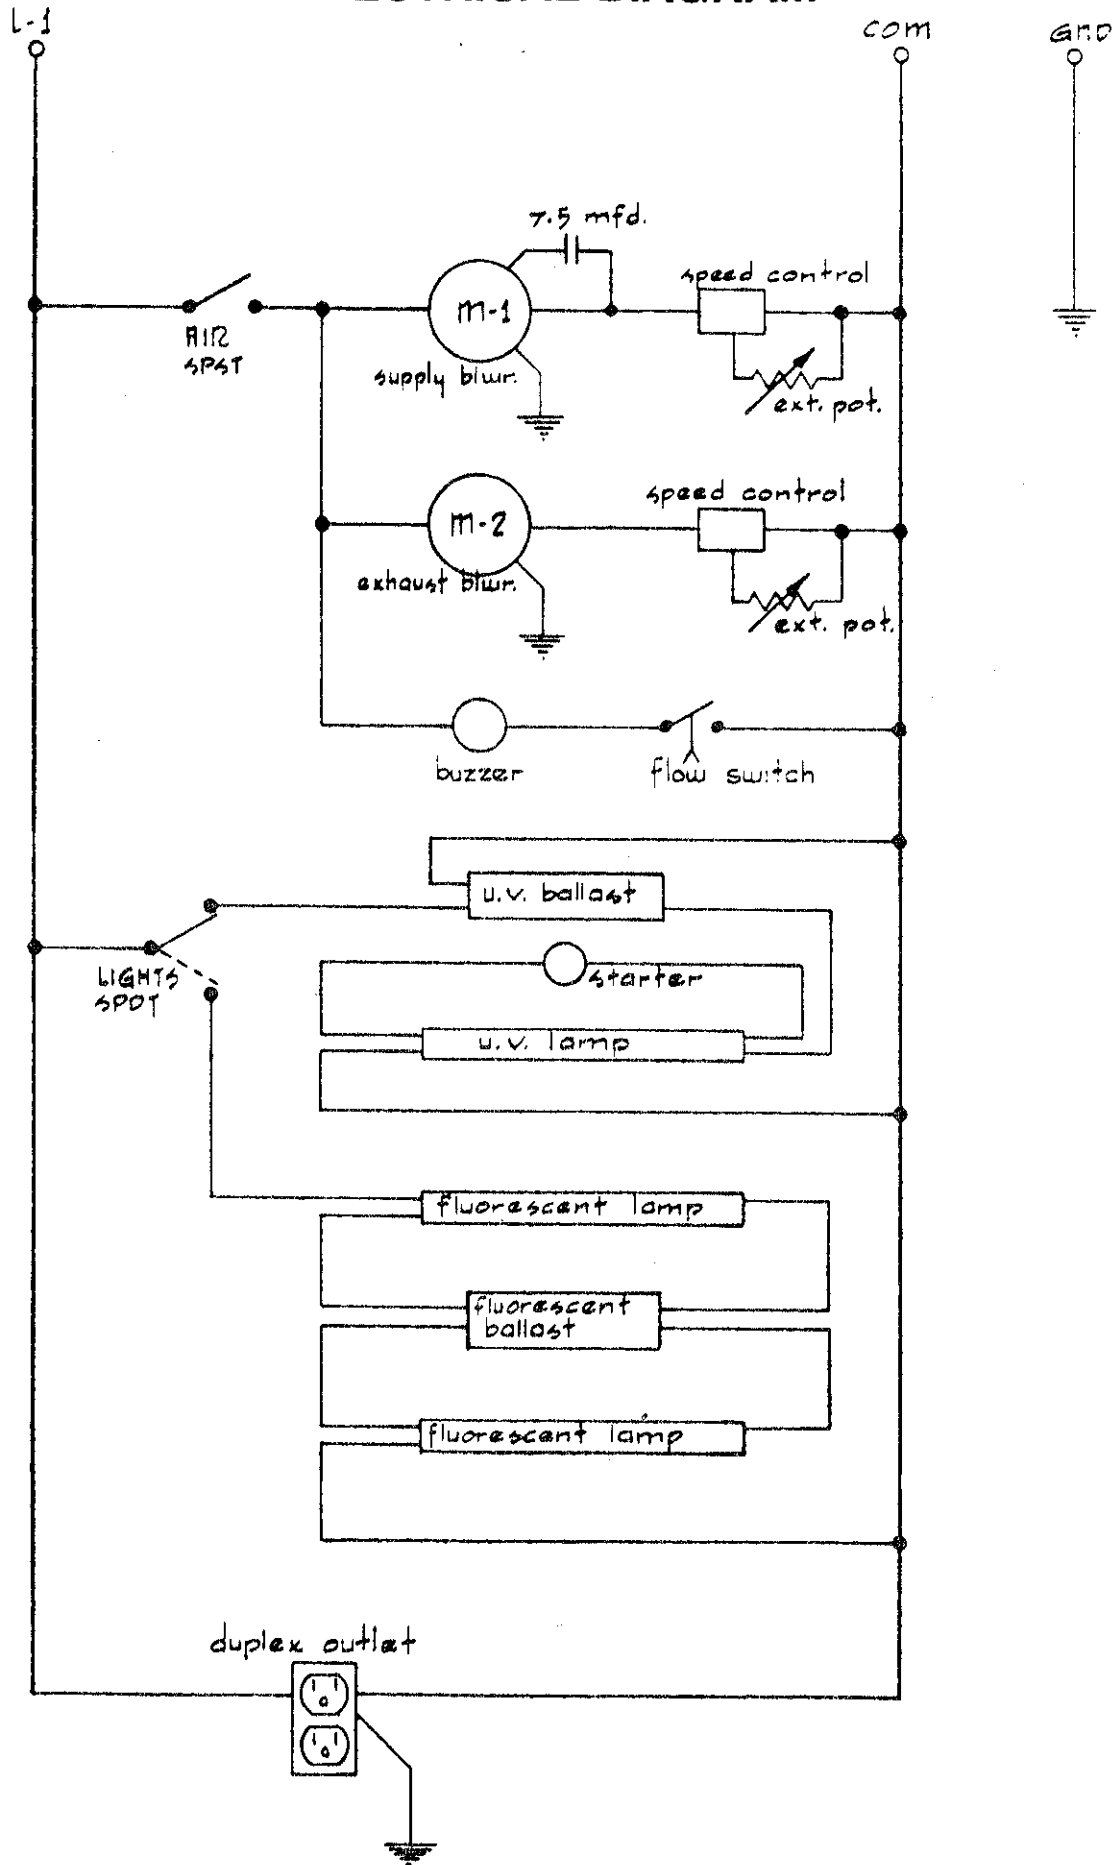 L-1
com
GND
7.5 mfd.
speed control
M-1
AIR
SPST
supply blwr.
ext. pot.
speed control
M-2
exhaust blwr.
ext. pot.
buzzer
flow switch
u.v. ballast
starter
LIGHTS
SPDT
u.v. lamp
fluorescent lamp
fluorescent
ballast
fluorescent lamp
duplex outlet